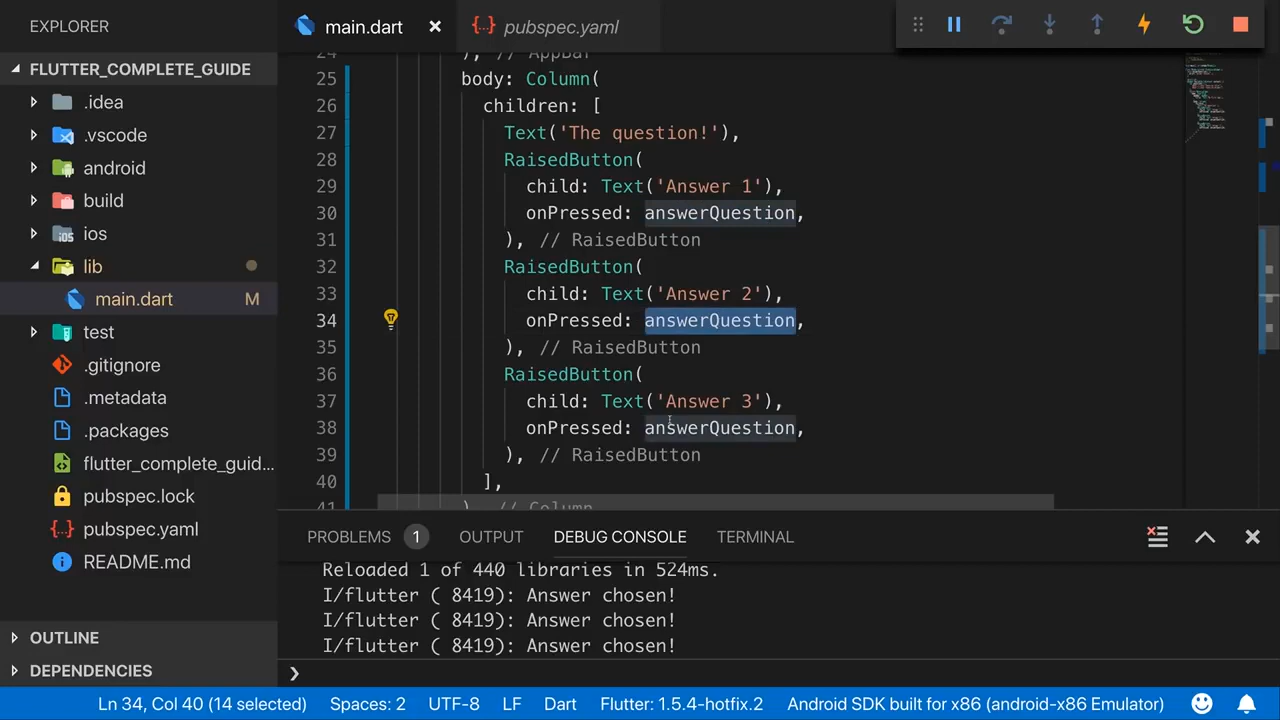 EXPLORER
FLUTTER_COMPLETE_GUIDE
.idea
.vscode
android
build
ios
lib
main.dart M
test
.gitignore
.metadata
.packages
flutter_complete_guid...
pubspec.lock
pubspec.yaml
README.md
OUTLINE
DEPENDENCIES
main.dart
pubspec.yaml
24 ), // AppBar
25 body: Column(
26 children: [
27 Text('The question!'),
28 RaisedButton(
29 child: Text('Answer 1'),
30 onPressed: answerQuestion,
31 ), // RaisedButton
32 RaisedButton(
33 child: Text('Answer 2'),
34 onPressed: answerQuestion,
35 ), // RaisedButton
36 RaisedButton(
37 child: Text('Answer 3'),
38 onPressed: answerQuestion,
39 ), // RaisedButton
40 ],
41 ), // Column
PROBLEMS 1 OUTPUT DEBUG CONSOLE TERMINAL
Reloaded 1 of 440 libraries in 524ms.
I/flutter ( 8419): Answer chosen!
I/flutter ( 8419): Answer chosen!
I/flutter ( 8419): Answer chosen!
Ln 34, Col 40 (14 selected) Spaces: 2 UTF-8 LF Dart Flutter: 1.5.4-hotfix.2 Android SDK built for x86 (android-x86 Emulator)